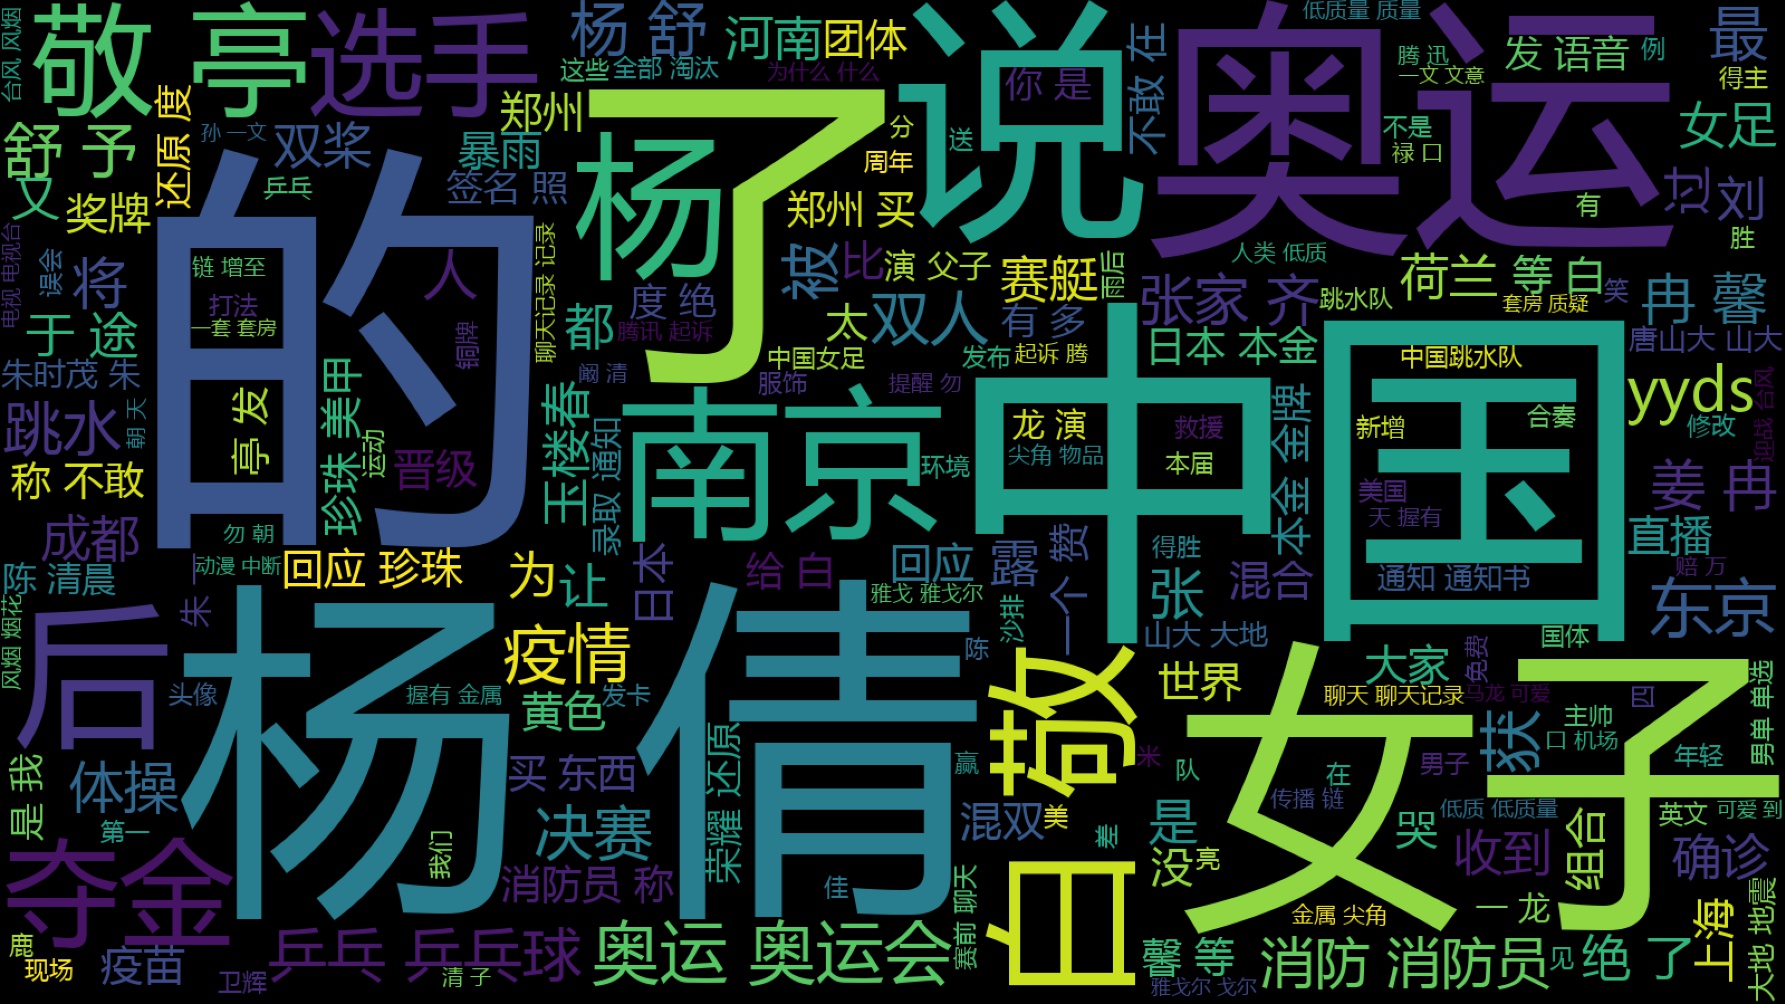 台风 风烟
敬 亭
选手
杨 舒
河南
团体
说
奥运
低质量 质量
最
这些
全部 淘汰
为什么 什么
你 是
不敢 在
腾 迅
一文 文意
发 语音
例
得主
舒 予
还原 度
孙 一文
双桨
郑州
暴雨
了
杨
分
周年
送
不是
禄 口
女足
又
奖牌
乒乓
签名 照
郑州 买
有
记
刘
胜
电视 电视台
误会
将
的
链 增至
打法
一套 套房
人
铜牌
聊天记录 记录
度 绝
都
腾讯 起诉
被
比
演
父子
太
双人
赛艇
雨后
有 多
人类 低质
张家 齐
跳水队
荷兰
等 白
套房 质疑
笑
冉 馨
于 途
朱时茂 朱
中国女足
发布
起诉 腾
日本 本金
唐山大 山大
跳水
朝 天
亭 发
珍珠 美甲
运动
阚 清
服饰
提醒 勿
中国
中国跳水队
yyds
迎战 台风
称 不敢
晋级
玉楼春
录取 通知
南京
环境
龙 演
尖角 物品
救援
本届
本金 金牌
新增
合奏
美国
天 握有
修改
姜 冉
成都
勿 朝
动漫 中断
回应 珍珠
为
让
日本
给 白
回应
露
一个 赞
得胜
张
混合
通知 通知书
直播
赔 万
陈 清晨
朱 一
雅戈 雅戈尔
沙排
山大 大地
国体
东京
风烟 烟花
后
杨倩
疫情
陈
敬
世界
大家
免费
女子
头像
握有 金属
黄色
发卡
聊天 聊天记录
马龙 可爱
四
男单 单选
是 我
体操
第一
买 东西
荣耀 还原
赢
米
队
在
男子
获
主帅
口 机场
年轻
传播 链
低质 低质量
英文
可爱 到
夺金
我们
决赛
消防员 称
佳
混双
美
差
是
没
亮
哭
收到
组合
确诊
白
赛前 聊天
金属 尖角
一 龙
上海
大地 地震
鹿
现场
疫苗
卫辉
乒乓 乒乓球
清 子
奥运 奥运会
馨 等
雅戈尔 戈尔
消防 消防员
见
绝 了